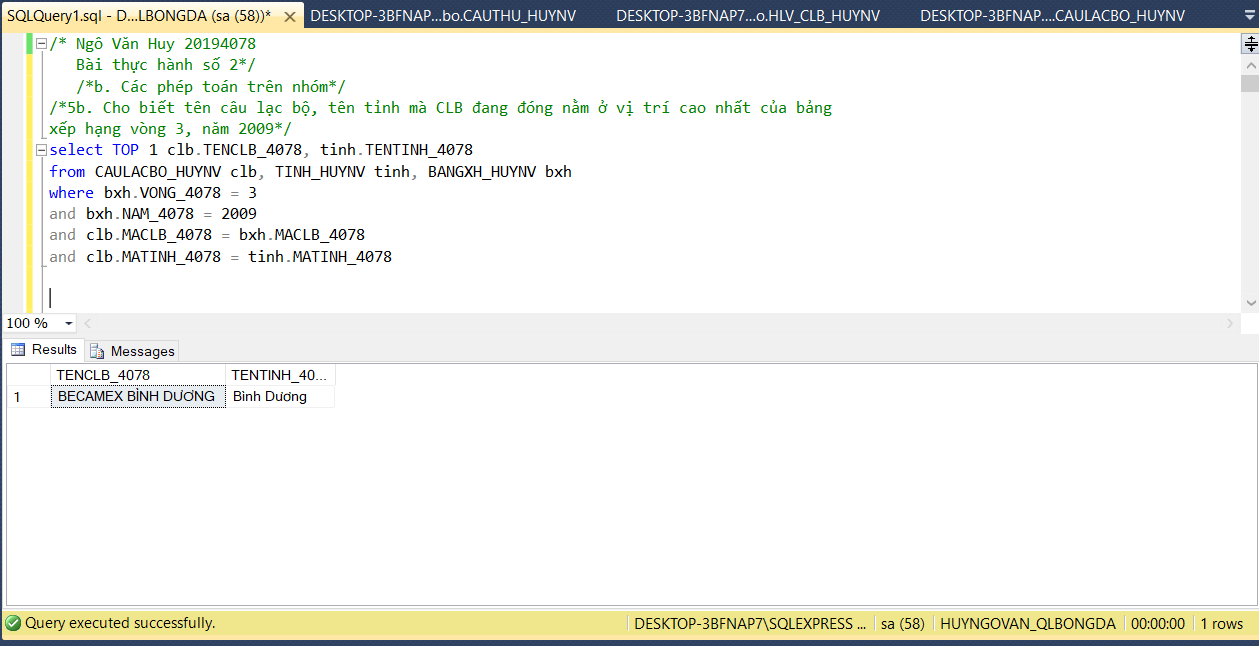 SQLQuery1.sql - D...LBONGDA (sa (58))* DESKTOP-3BFNAP...bo.CAUTHU_HUYNV DESKTOP-3BFNAP7...o.HLV_CLB_HUYNV DESKTOP-3BFNAP....CAULACBO_HUYNV
/* Ngô Văn Huy 20194078
Bài thực hành số 2*/
/*b. Các phép toán trên nhóm*/
/*5b. Cho biết tên câu lạc bộ, tên tỉnh mà CLB đang đóng nằm ở vị trí cao nhất của bảng
xếp hạng vòng 3, năm 2009*/
select TOP 1 clb.TENCLB_4078, tinh.TENTINH_4078
from CAULACBO_HUYNV clb, TINH_HUYNV tinh, BANGXH_HUYNV bxh
where bxh.VONG_4078 = 3
and bxh.NAM_4078 = 2009
and clb.MACLB_4078 = bxh.MACLB_4078
and clb.MATINH_4078 = tinh.MATINH_4078
100 %
Results Messages
TENCLB_4078 TENTINH_40...
1 BECAMEX BÌNH DƯƠNG Bình Dương
Query executed successfully. DESKTOP-3BFNAP7\SQLEXPRESS ... sa (58) HUYNGOVAN_QLBONGDA 00:00:00 1 rows